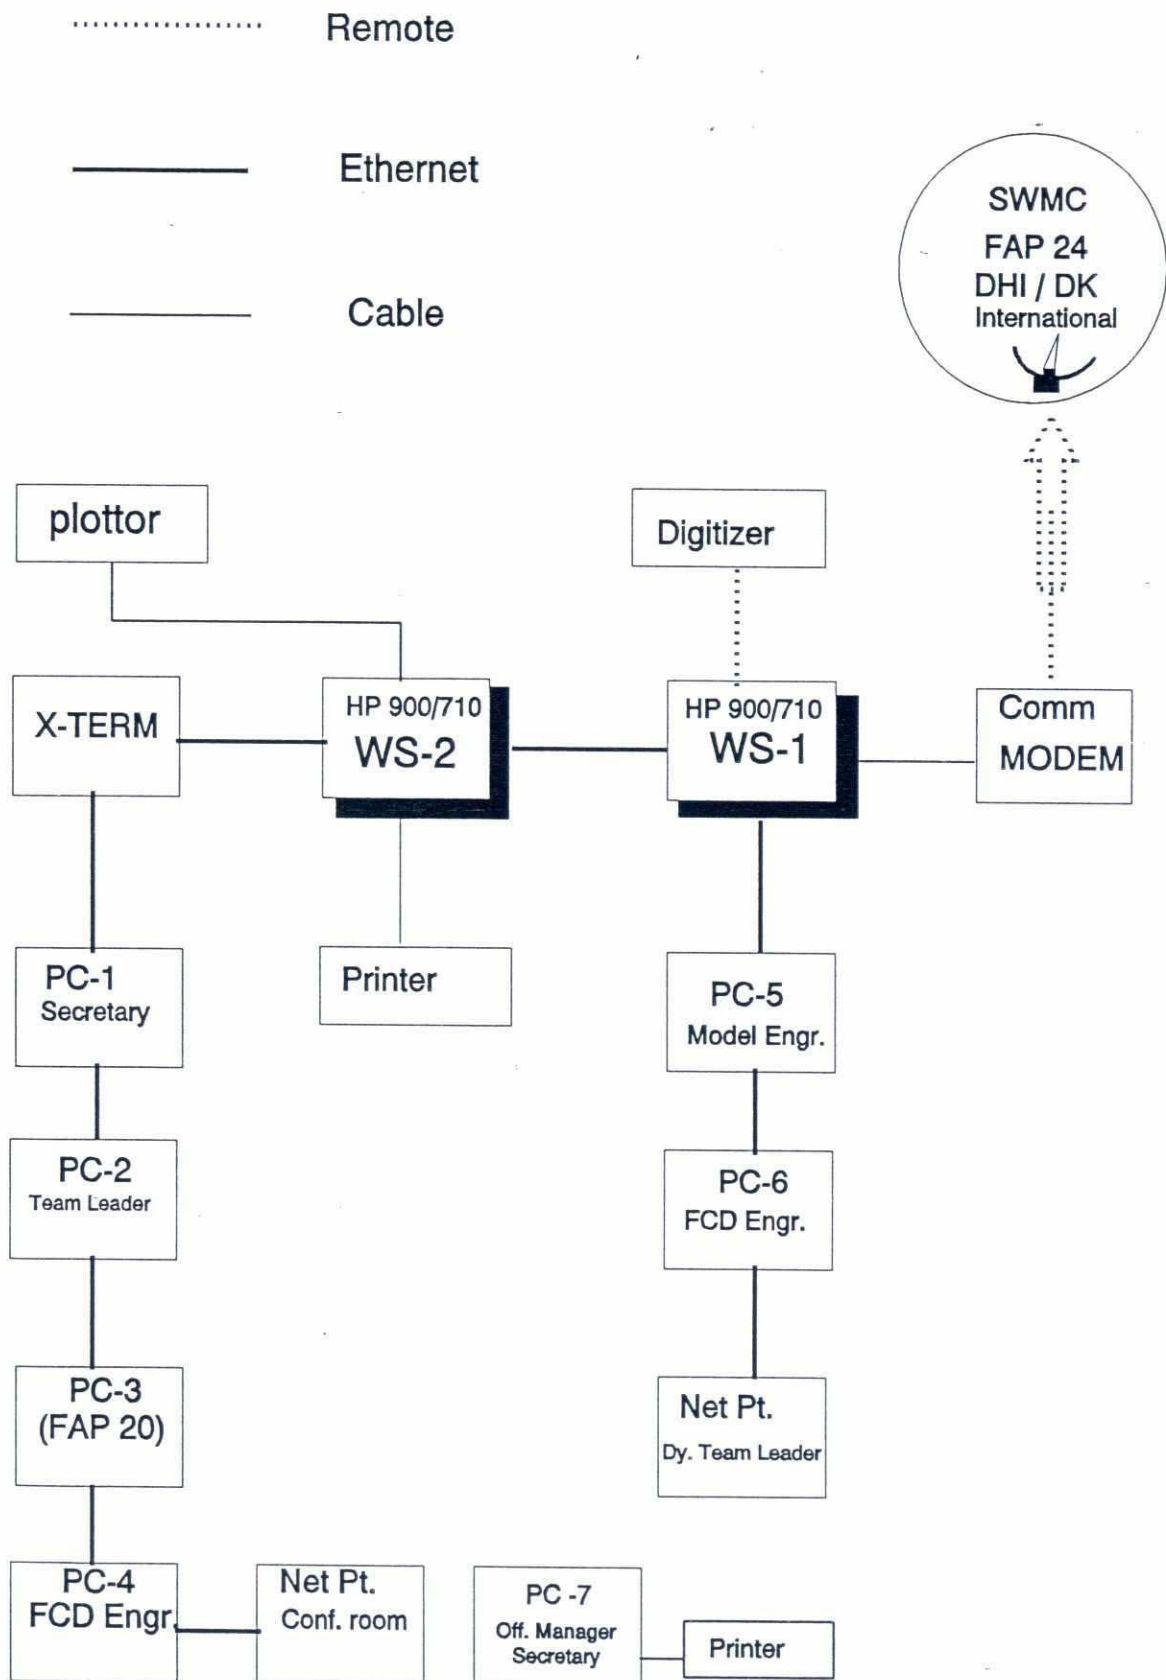 Remote
Ethernet
Cable
SWMC
FAP 24
DHI / DK
International
plottor
Digitizer
X-TERM
HP 900/710
WS-2
HP 900/710
WS-1
Comm
MODEM
PC-1
Secretary
Printer
PC-5
Model Engr.
PC-2
Team Leader
PC-6
FCD Engr.
PC-3
(FAP 20)
Net Pt.
Dy. Team Leader
PC-4
FCD Engr.
Net Pt.
Conf. room
PC -7
Off. Manager
Secretary
Printer